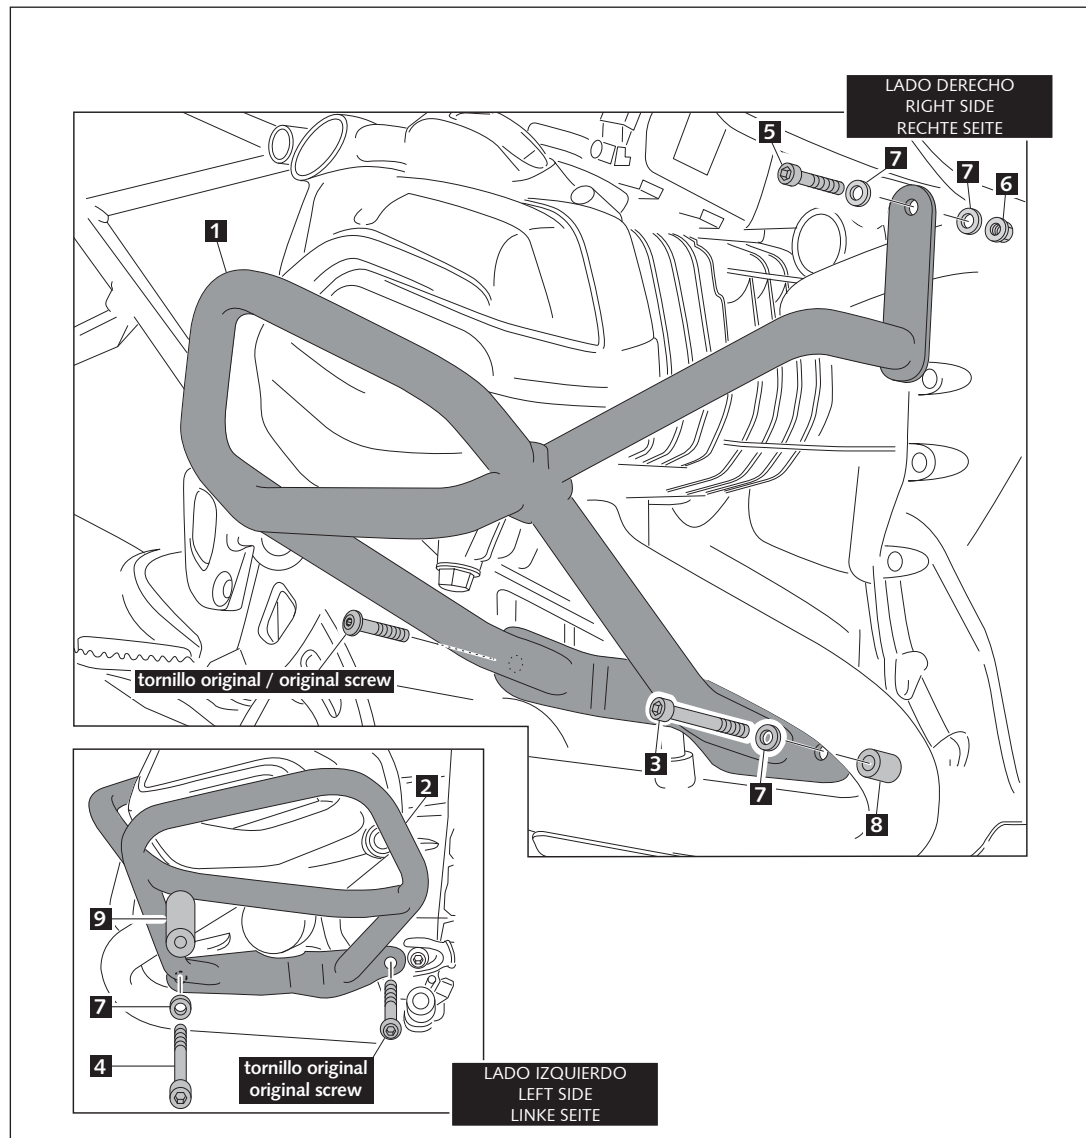 LADO DERECHO
RIGHT SIDE
RECHTE SEITE
5
7
7
6
1
tornillo original / original screw
3
7
8
2
9
7
4
tornillo original
original screw
LADO IZQUIERDO
LEFT SIDE
LINKE SEITE